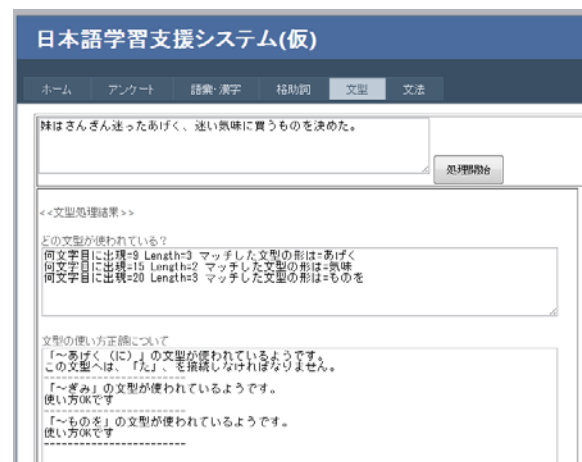 日本語学習支援システム(仮)
ホーム アンケート 語彙・漢字 格助詞 文型 文法
妹はさんざん迷ったあげく、迷い気味に買うものを決めた。
処理開始
<<文型処理結果>>
どの文型が使われている?
何文字目に出現=9 Length=3 マッチした文型の形は=あげく
何文字目に出現=15 Length=2 マッチした文型の形は=気味
何文字目に出現=20 Length=3 マッチした文型の形は=ものを
文型の使い方正誤について
「~あげく(に)」の文型が使われているようです。
この文型へは、「た」、を接続しなければなりません。
------------------------
「~ぎみ」の文型が使われているようです。
使い方OKです
------------------------
「~ものを」の文型が使われているようです。
使い方OKです
------------------------